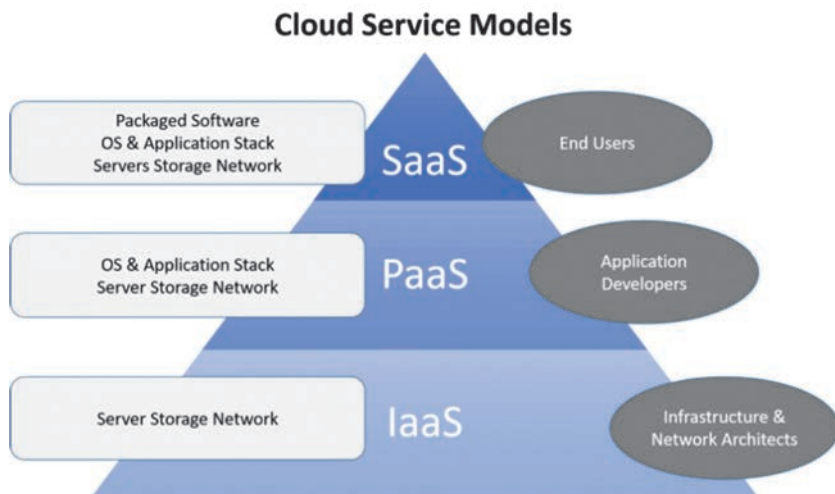 Cloud Service Models
Packaged Software
OS & Application Stack
Servers Storage Network
SaaS
End Users
OS & Application Stack
Server Storage Network
PaaS
Application
Developers
Server Storage Network
IaaS
Infrastructure &
Network Architects